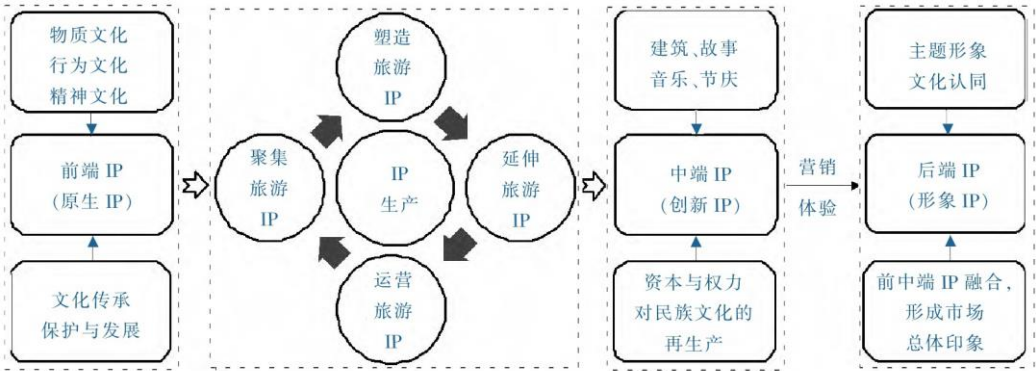 物质文化
行为文化
精神文化
前端 IP
(原生 IP)
文化传承
保护与发展
塑造
旅游
IP
聚集
旅游
IP
IP
生产
延伸
旅游
IP
运营
旅游
IP
建筑、故事
音乐、节庆
中端 IP
(创新 IP)
资本与权力
对民族文化的
再生产
营销
体验
主题形象
文化认同
后端 IP
(形象 IP)
前中端 IP 融合，
形成市场
总体印象